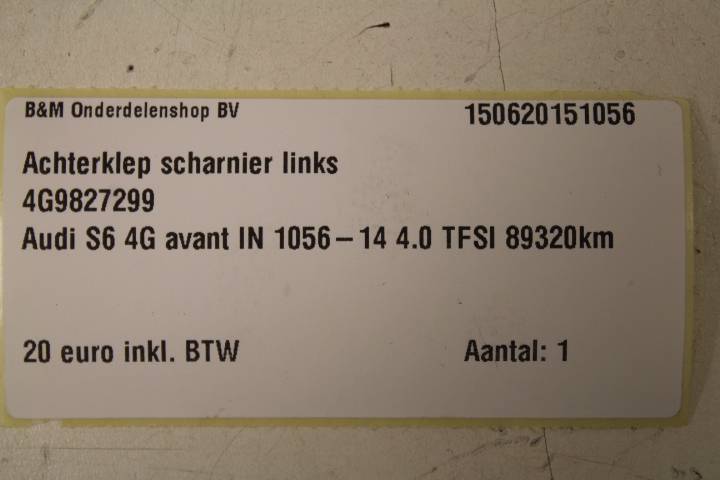 B&M Onderdelenshop BV 150620151056
Achterklep scharnier links
4G9827299
Audi S6 4G avant IN 1056-14 4.0 TFSI 89320km
20 euro inkl. BTW Aantal: 1